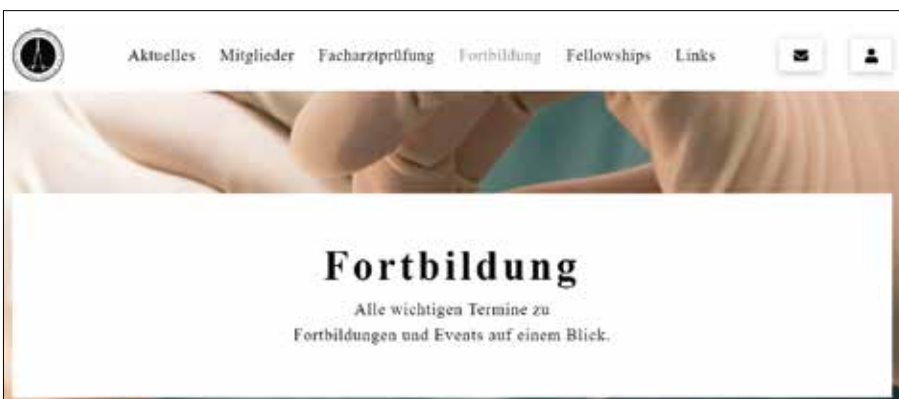 Aktuelles Mitglieder Facharztprüfung Fortbildung Fellowships Links
Fortbildung
Alle wichtigen Termine zu
Fortbildungen und Events auf einem Blick.